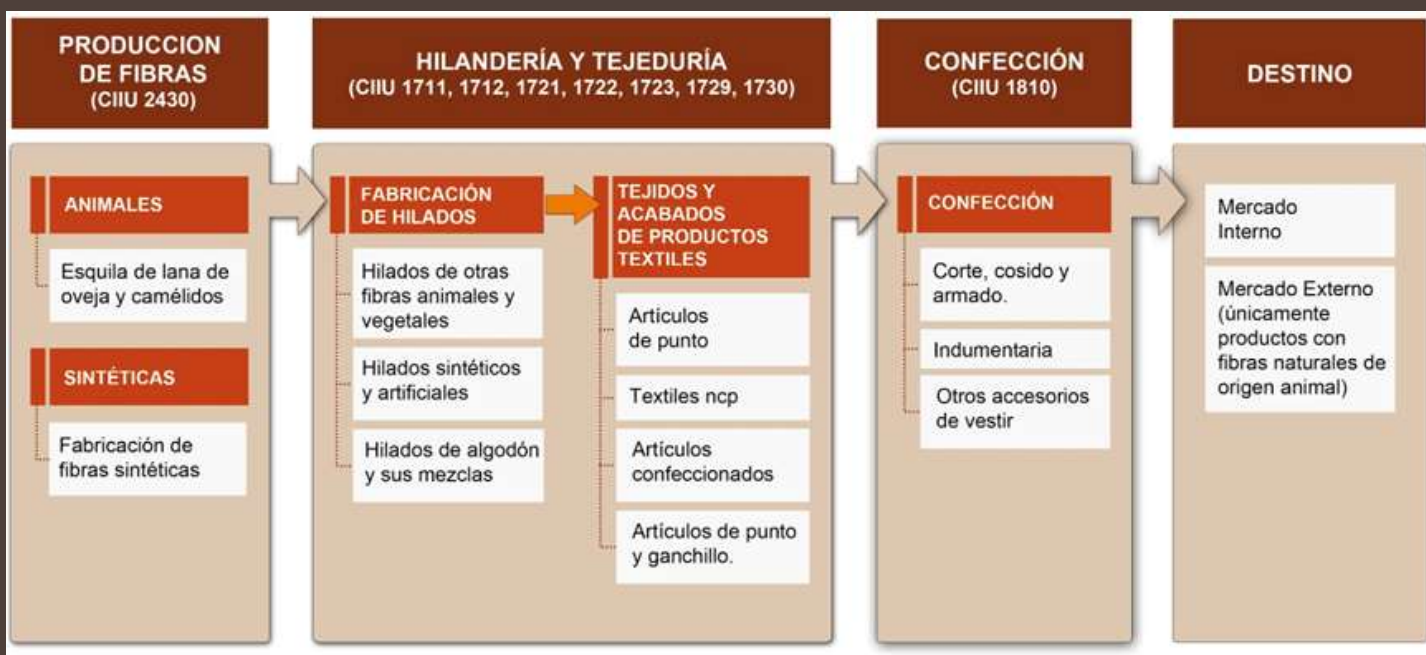 PRODUCCION
DE FIBRAS
(CIIU 2430)
HILANDERÍA Y TEJEDURÍA
(CIIU 1711, 1712, 1721, 1722, 1723, 1729, 1730)
CONFECCIÓN
(CIIU 1810)
DESTINO
ANIMALES
Esquila de lana de
oveja y camélidos
SINTÉTICAS
Fabricación de
fibras sintéticas
FABRICACIÓN
DE HILADOS
Hilados de otras
fibras animales y
vegetales
Hilados sintéticos
y artificiales
Hilados de algodón
y sus mezclas
TEJIDOS Y
ACABADOS
DE PRODUCTOS
TEXTILES
Artículos
de punto
Textiles ncp
Artículos
confeccionados
Artículos de punto
y ganchillo.
CONFECCIÓN
Corte, cosido y
armado.
Indumentaria
Otros accesorios
de vestir
Mercado
Interno
Mercado Externo
(únicamente
productos con
fibras naturales de
origen animal)